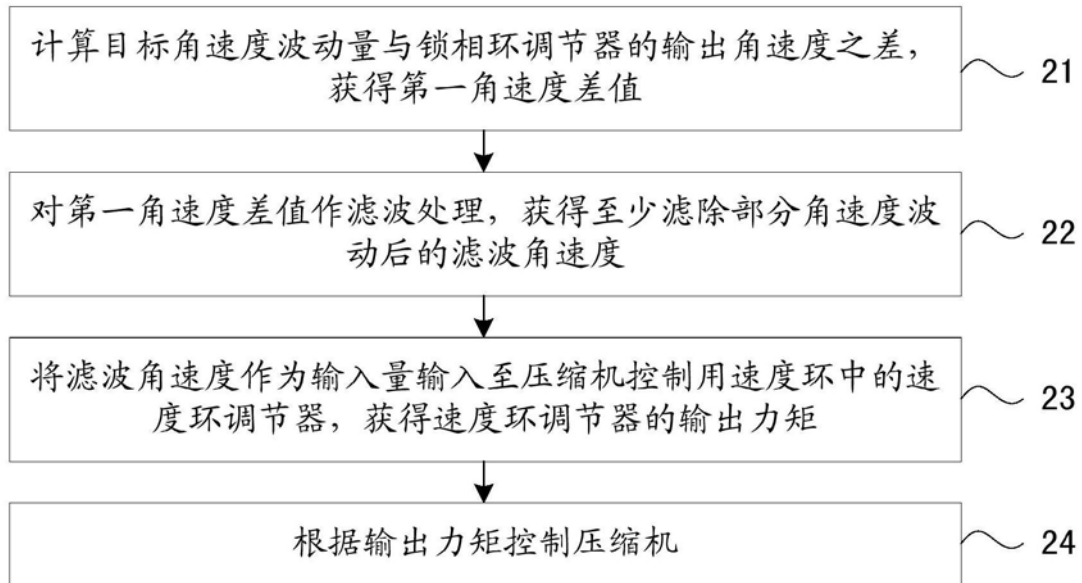 计算目标角速度波动量与锁相环调节器的输出角速度之差，
获得第一角速度差值
21
对第一角速度差值作滤波处理，获得至少滤除部分角速度波
动后的滤波角速度
22
将滤波角速度作为输入量输入至压缩机控制用速度环中的速
度环调节器，获得速度环调节器的输出力矩
23
根据输出力矩控制压缩机
24